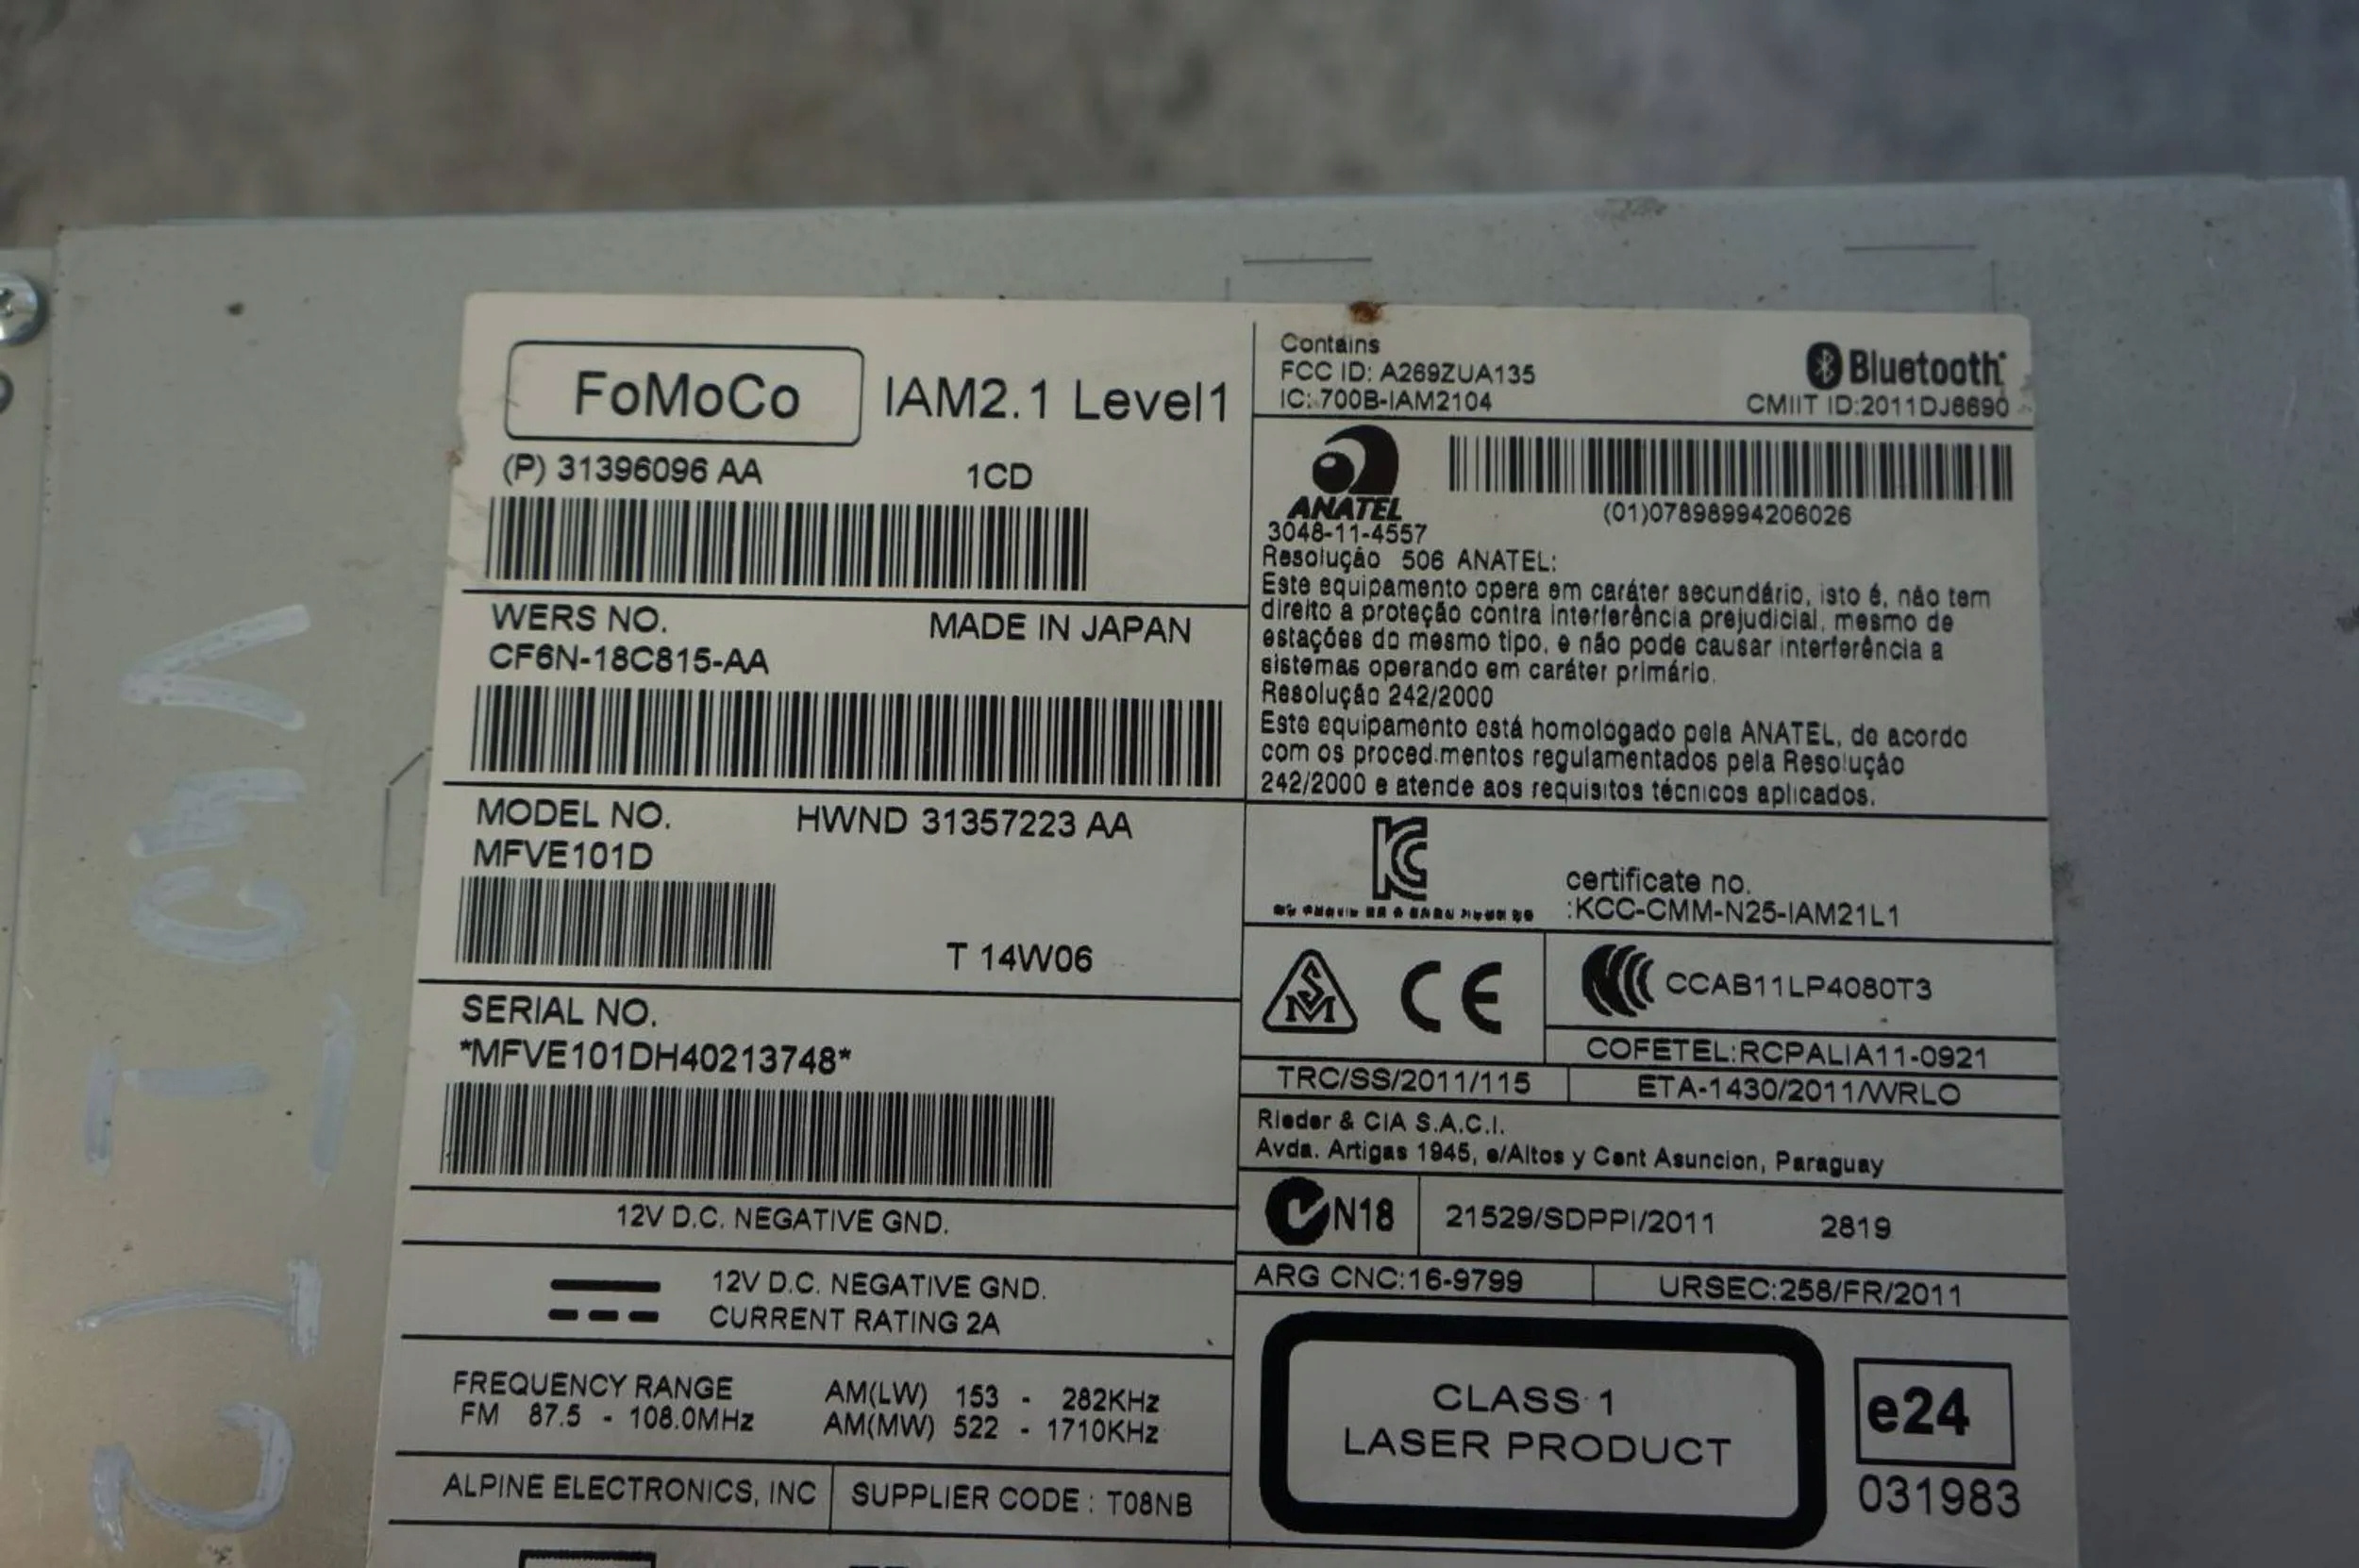 FoMoCo IAM2.1 Level1
(P) 31396096 AA 1CD
WERS NO. MADE IN JAPAN
CF6N-18C815-AA
MODEL NO. HWND 31357223 AA
MFVE101D
T 14W06
SERIAL NO.
*MFVE101DH40213748*
12V D.C. NEGATIVE GND.
12V D.C. NEGATIVE GND.
CURRENT RATING 2A
FREQUENCY RANGE AM(LW) 153 - 282KHz
FM 87.5 - 108.0MHz AM(MW) 522 - 1710KHz
ALPINE ELECTRONICS, INC SUPPLIER CODE : T08NB
Contains
FCC ID: A269ZUA135
IC: 700B-IAM2104
Bluetooth
CMIIT ID:2011DJ6690
ANATEL
(01)07898994206026
3048-11-4557
Resolução 506 ANATEL:
Este equipamento opera em caráter secundário, isto é, não tem
direito a proteção contra interferência prejudicial, mesmo de
estações do mesmo tipo, e não pode causar interferência a
sistemas operando em caráter primário.
Resolução 242/2000
Este equipamento está homologado pela ANATEL, de acordo
com os procedimentos regulamentados pela Resolução
242/2000 e atende aos requisitos técnicos aplicados.
certificate no.
:KCC-CMM-N25-IAM21L1
CE CCAB11LP4080T3
COFETEL:RCPALIA11-0921
TRC/SS/2011/115 ETA-1430/2011/WRLO
Rieder & CIA S.A.C.I.
Avda. Artigas 1945, e/Altos y Cent Asuncion, Paraguay
N18 21529/SDPPI/2011 2819
ARG CNC:16-9799 URSEC:258/FR/2011
CLASS 1
LASER PRODUCT
e24
031983